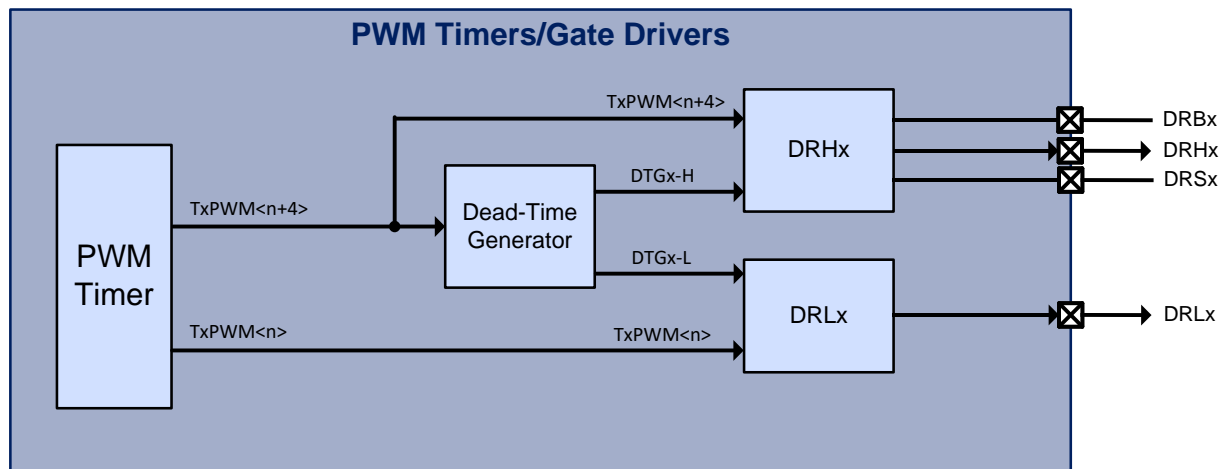 PWM Timers/Gate Drivers
TxPWM<n+4>
DRHx
DRBx
DRHx
DRSx
TxPWM<n+4>
DTGx-H
Dead-Time
Generator
DTGx-L
PWM
Timer
TxPWM<n>
TxPWM<n>
DRLx
DRLx